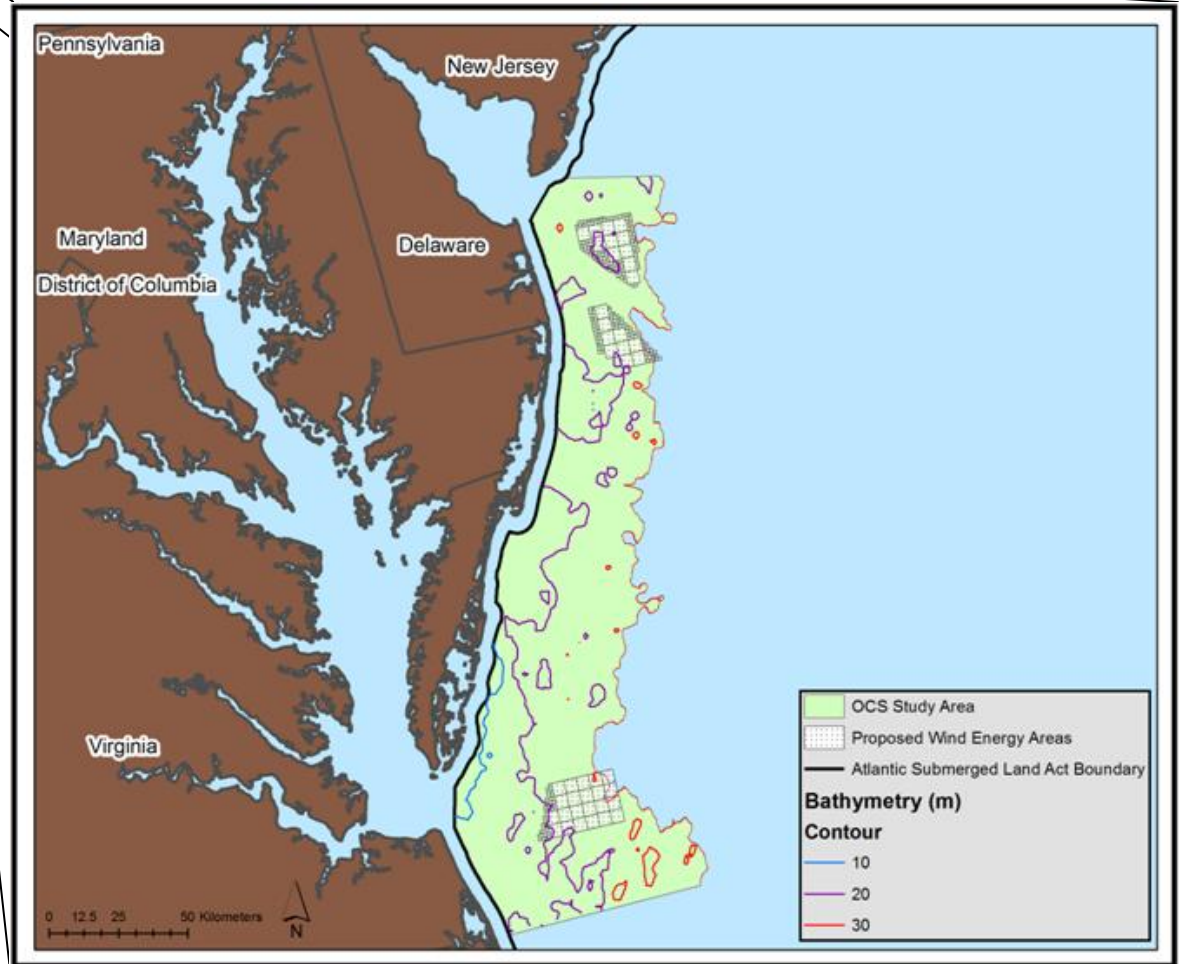 Pennsylvania
New Jersey
Maryland
Delaware
District of Columbia
Virginia
OCS Study Area
Proposed Wind Energy Areas
Atlantic Submerged Land Act Boundary
Bathymetry (m)
Contour
10
20
30
0 12.5 25 50 Kilometers
N